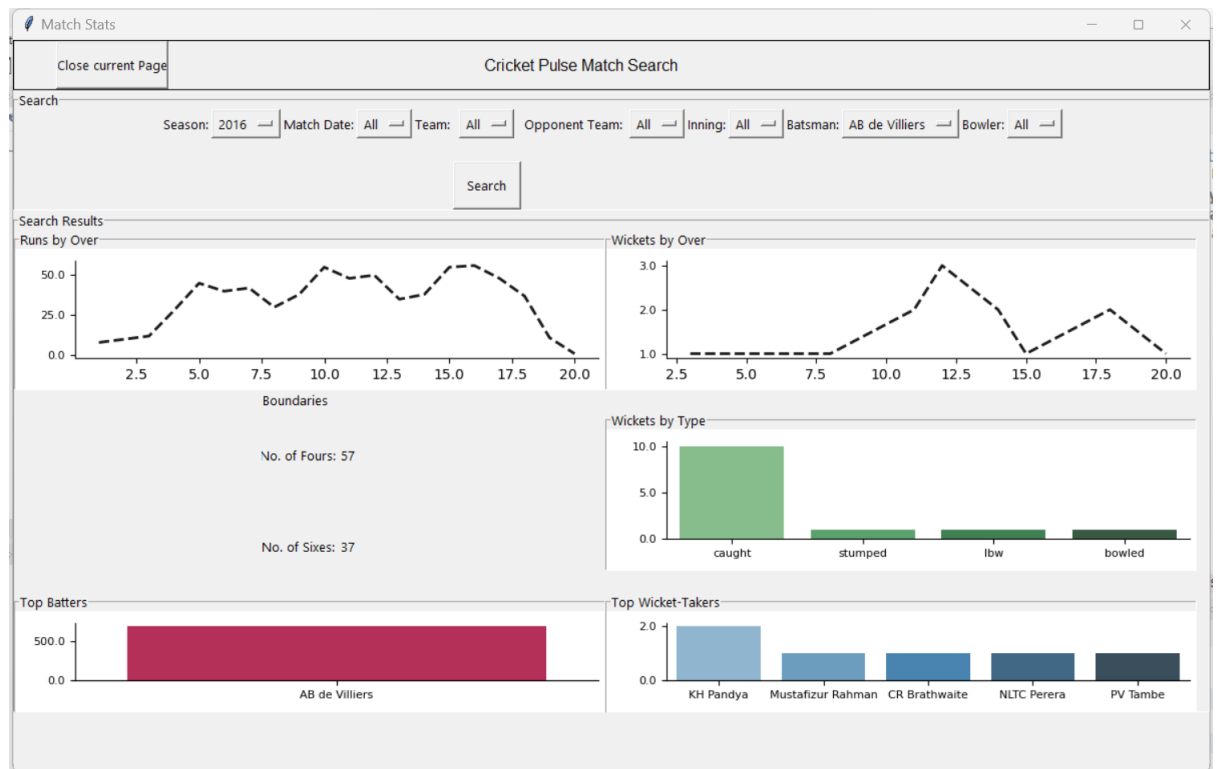 Match Stats
Close current Page
Cricket Pulse Match Search
Search
Season: 2016 Match Date: All Team: All Opponent Team: All Inning: All Batsman: AB de Villiers Bowler: All
Search
Search Results
Runs by Over
50.0
25.0
0.0
2.5 5.0 7.5 10.0 12.5 15.0 17.5 20.0
Wickets by Over
3.0
2.0
1.0
2.5 5.0 7.5 10.0 12.5 15.0 17.5 20.0
Boundaries
No. of Fours: 57
No. of Sixes: 37
Wickets by Type
10.0
5.0
0.0
caught stumped lbw bowled
Top Batters
500.0
0.0
AB de Villiers
Top Wicket-Takers
2.0
0.0
KH Pandya Mustafizur Rahman CR Brathwaite NLTC Perera PV Tambe